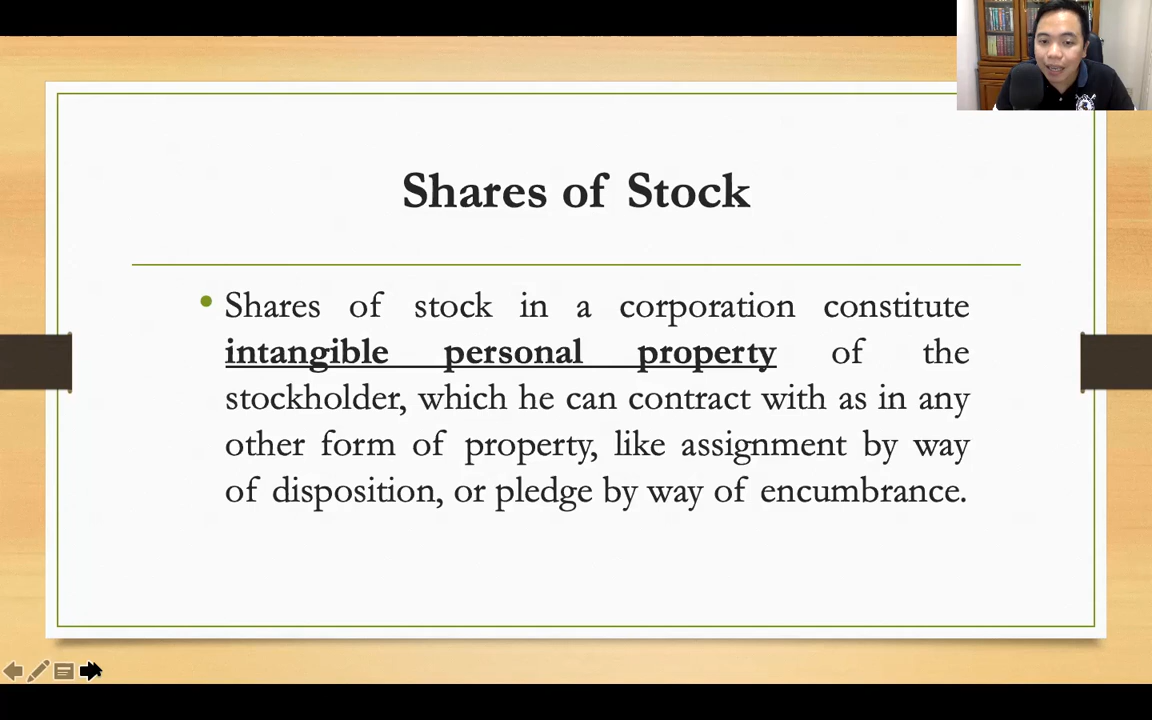 Shares of Stock
• Shares of stock in a corporation constitute
intangible personal property of the
stockholder, which he can contract with as in any
other form of property, like assignment by way
of disposition, or pledge by way of encumbrance.